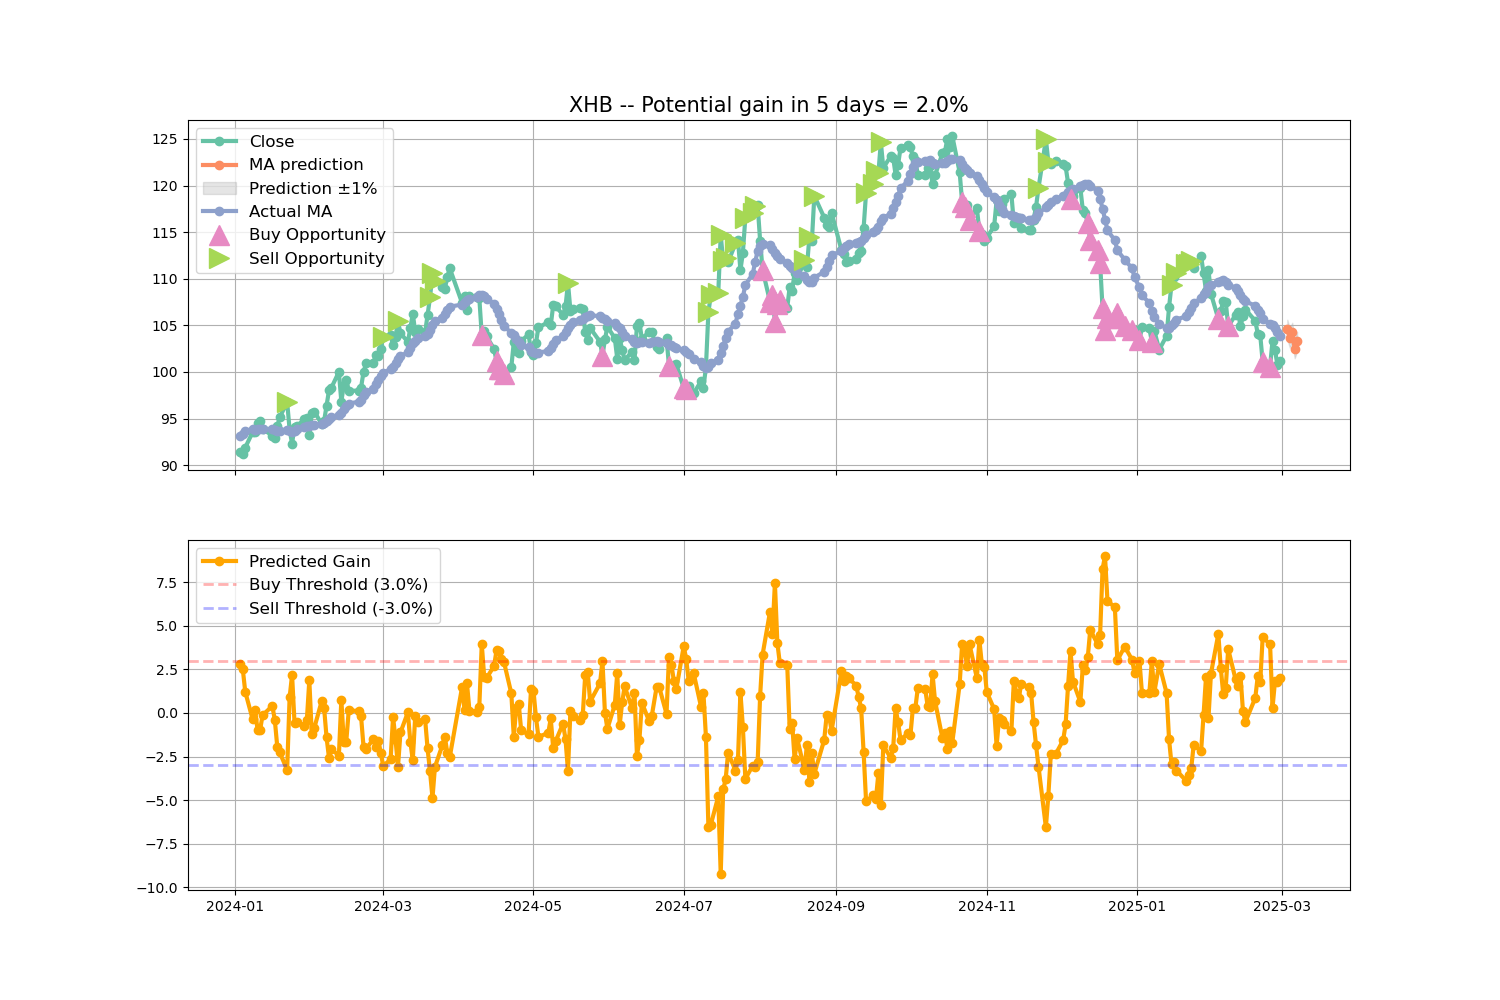 XHB -- Potential gain in 5 days = 2.0%
125
120
115
110
105
100
95
90
Close
MA prediction
Prediction ±1%
Actual MA
Buy Opportunity
Sell Opportunity
7.5
5.0
2.5
0.0
−2.5
−5.0
−7.5
−10.0
Predicted Gain
Buy Threshold (3.0%)
Sell Threshold (-3.0%)
2024-01
2024-03
2024-05
2024-07
2024-09
2024-11
2025-01
2025-03